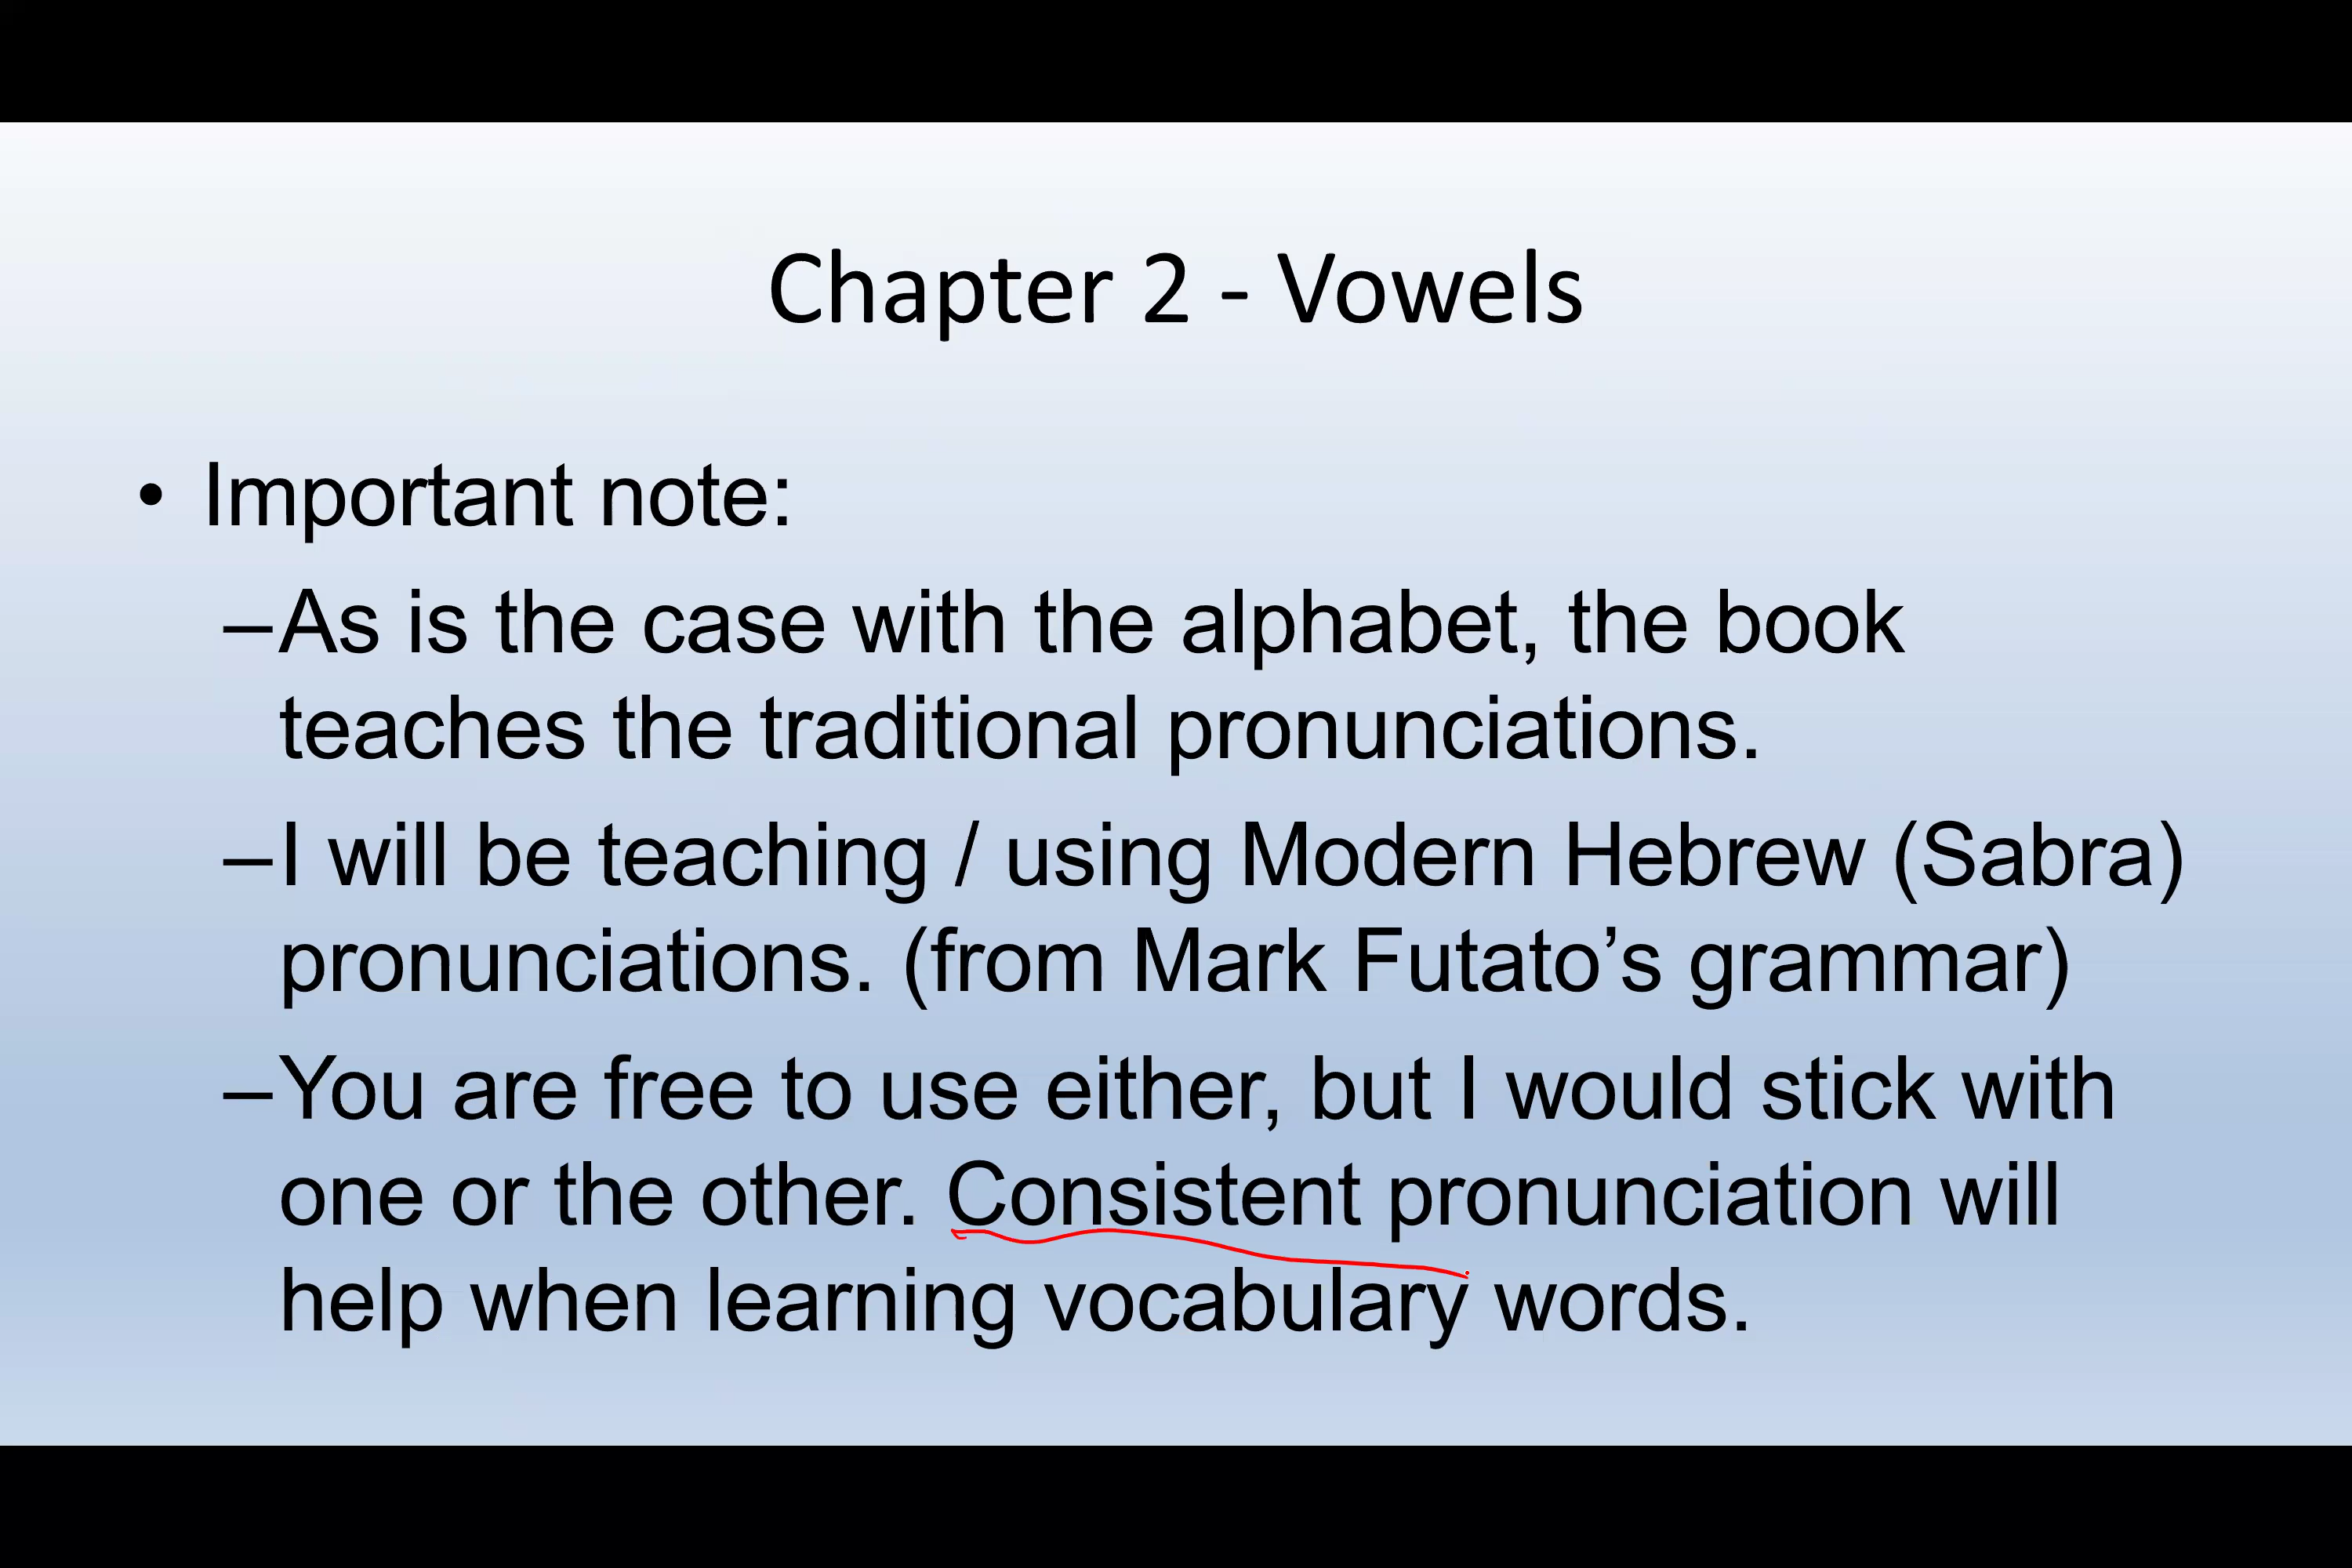 Chapter 2 - Vowels
• Important note:
–As is the case with the alphabet, the book
teaches the traditional pronunciations.
–I will be teaching / using Modern Hebrew (Sabra)
pronunciations. (from Mark Futato’s grammar)
–You are free to use either, but I would stick with
one or the other. Consistent pronunciation will
help when learning vocabulary words.